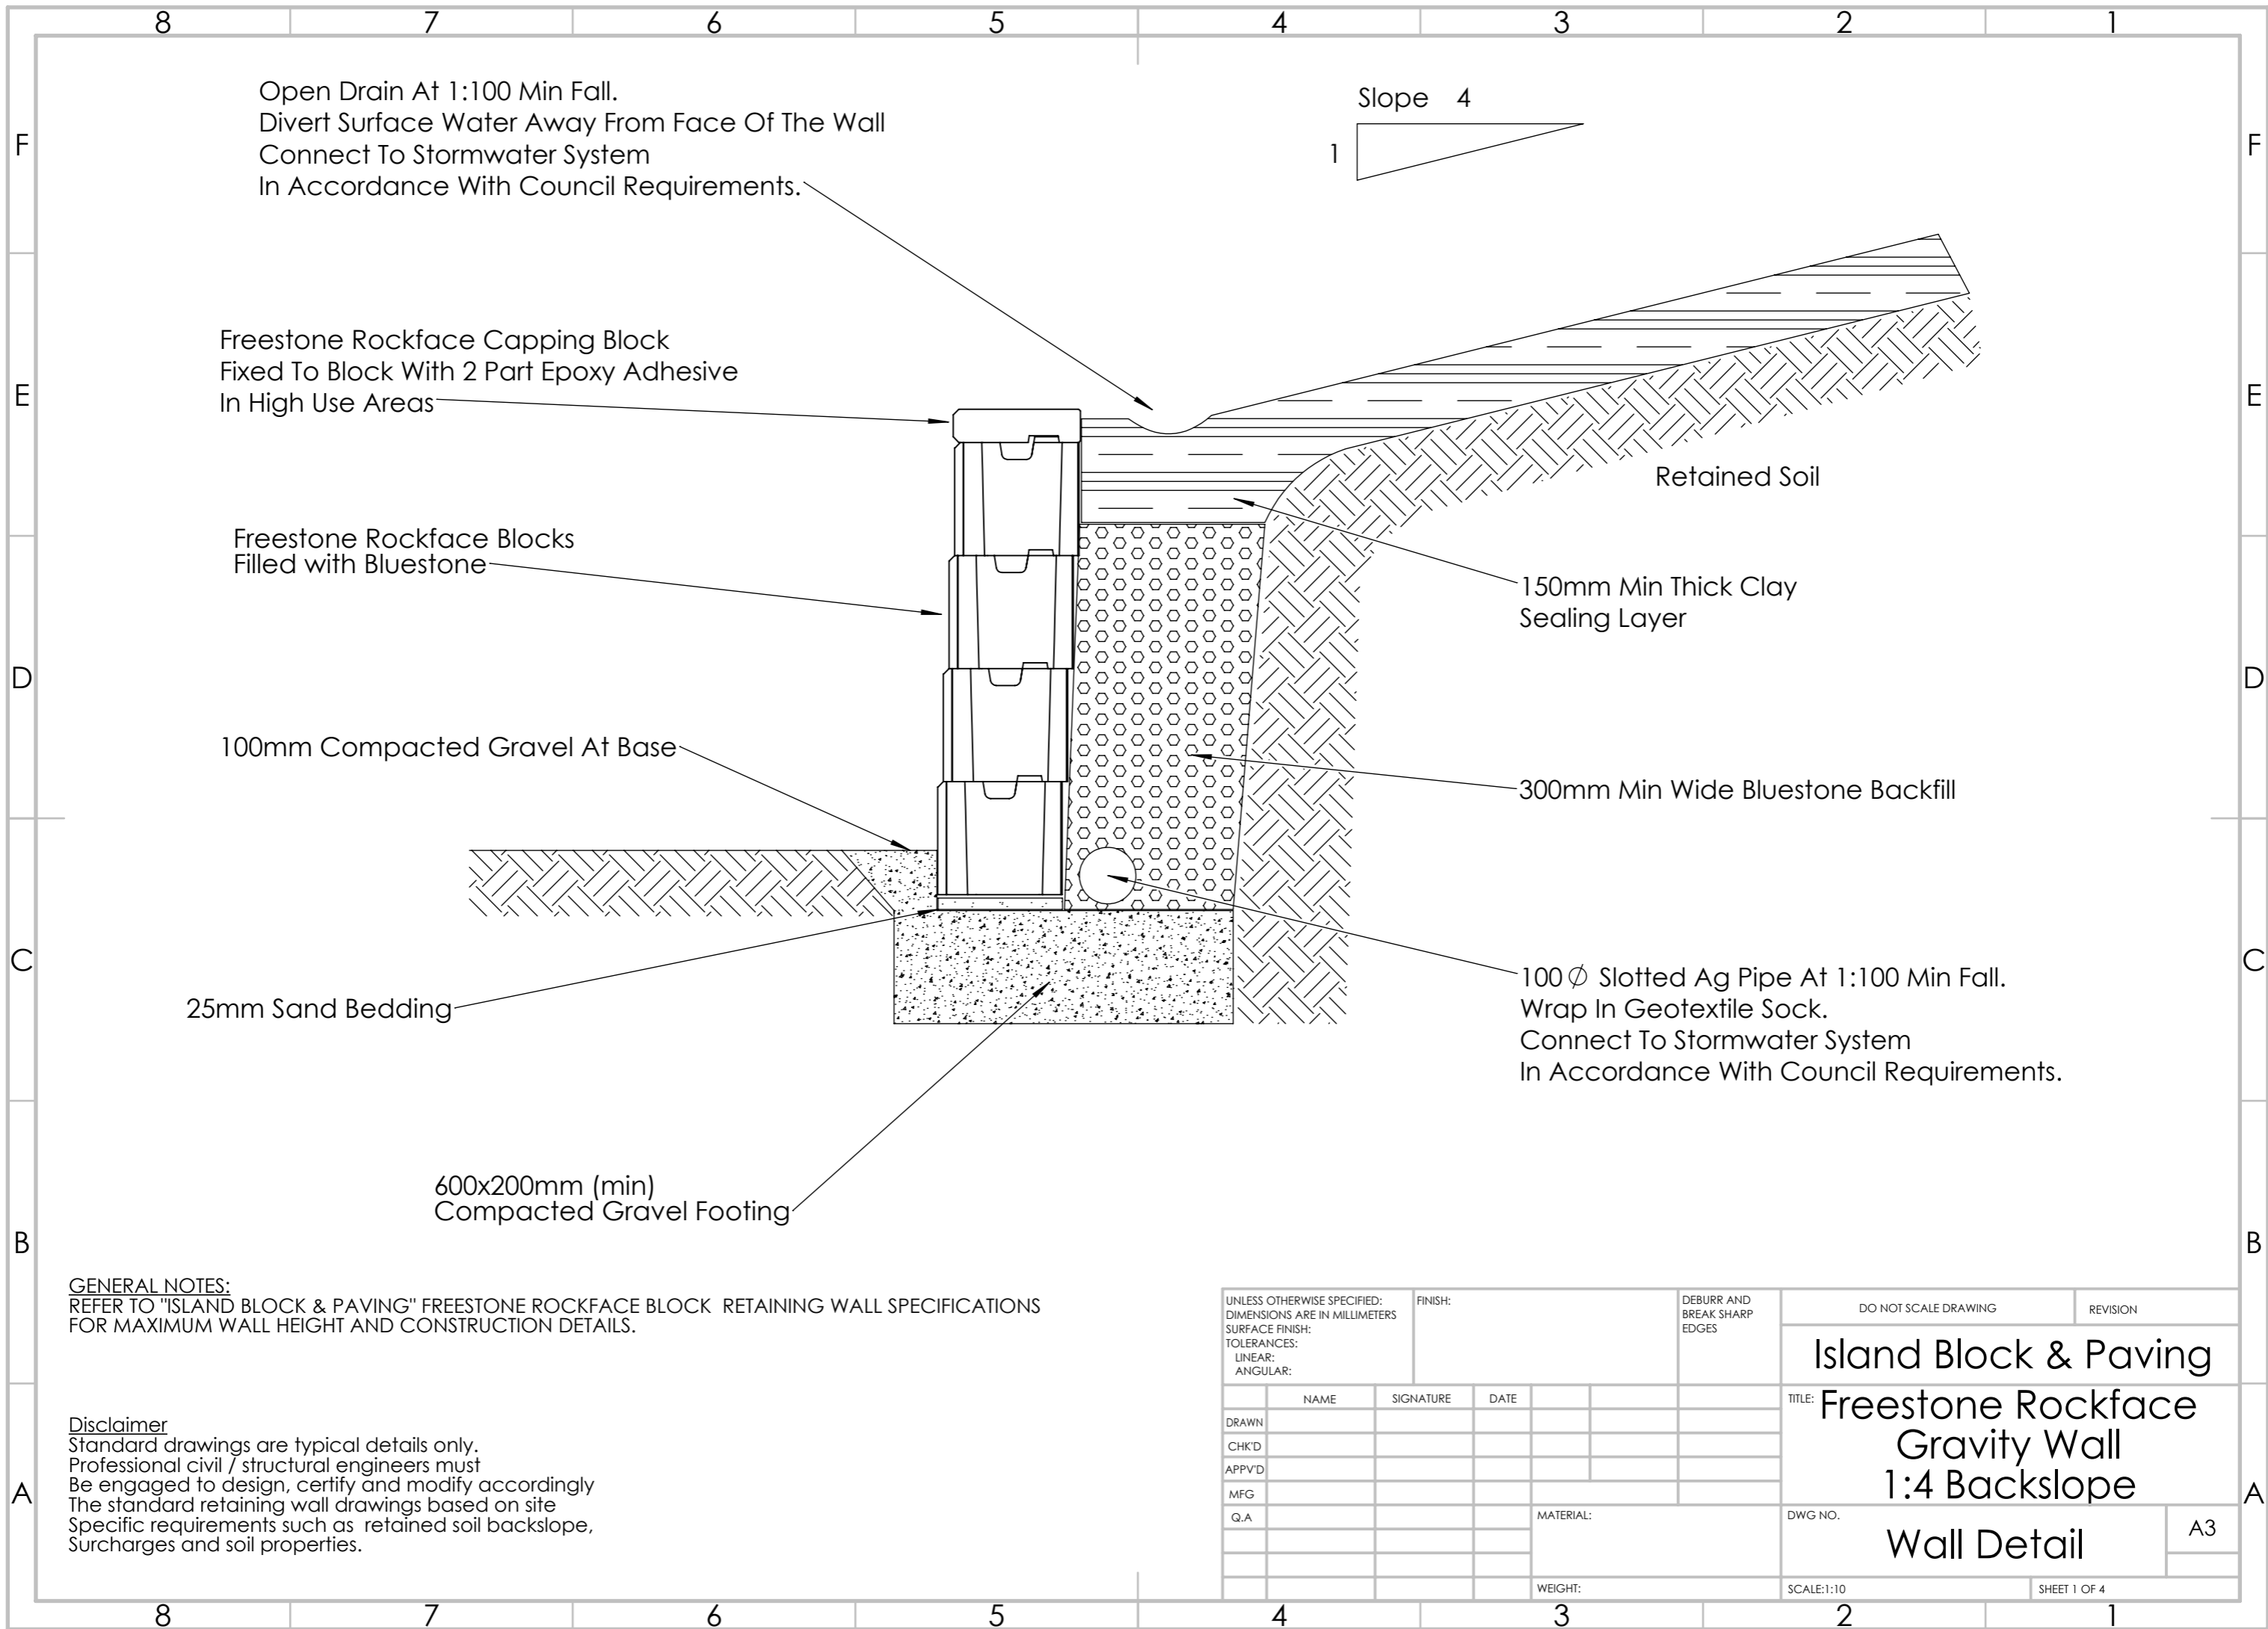 8 7 6 5 4 3 2 1
F F
E E
D D
C C
B B
A A
Open Drain At 1:100 Min Fall.
Divert Surface Water Away From Face Of The Wall
Connect To Stormwater System
In Accordance With Council Requirements.
Slope 4
1
Freestone Rockface Capping Block
Fixed To Block With 2 Part Epoxy Adhesive
In High Use Areas
Retained Soil
Freestone Rockface Blocks
Filled with Bluestone
150mm Min Thick Clay
Sealing Layer
100mm Compacted Gravel At Base
300mm Min Wide Bluestone Backfill
25mm Sand Bedding
100∅ Slotted Ag Pipe At 1:100 Min Fall.
Wrap In Geotextile Sock.
Connect To Stormwater System
In Accordance With Council Requirements.
600x200mm (min)
Compacted Gravel Footing
GENERAL NOTES:
REFER TO "ISLAND BLOCK & PAVING" FREESTONE ROCKFACE BLOCK RETAINING WALL SPECIFICATIONS
FOR MAXIMUM WALL HEIGHT AND CONSTRUCTION DETAILS.
Disclaimer
Standard drawings are typical details only.
Professional civil / structural engineers must
Be engaged to design, certify and modify accordingly
The standard retaining wall drawings based on site
Specific requirements such as retained soil backslope,
Surcharges and soil properties.
UNLESS OTHERWISE SPECIFIED:
DIMENSIONS ARE IN MILLIMETERS
SURFACE FINISH:
TOLERANCES:
LINEAR:
ANGULAR:
FINISH:
DEBURR AND
BREAK SHARP
EDGES
DO NOT SCALE DRAWING
REVISION
Island Block & Paving
NAME SIGNATURE DATE
DRAWN
CHK'D
APPV'D
MFG
Q.A
TITLE: Freestone Rockface
Gravity Wall
1:4 Backslope
MATERIAL:
DWG NO.
Wall Detail
A3
WEIGHT:
SCALE:1:10
SHEET 1 OF 4
8 7 6 5 4 3 2 1